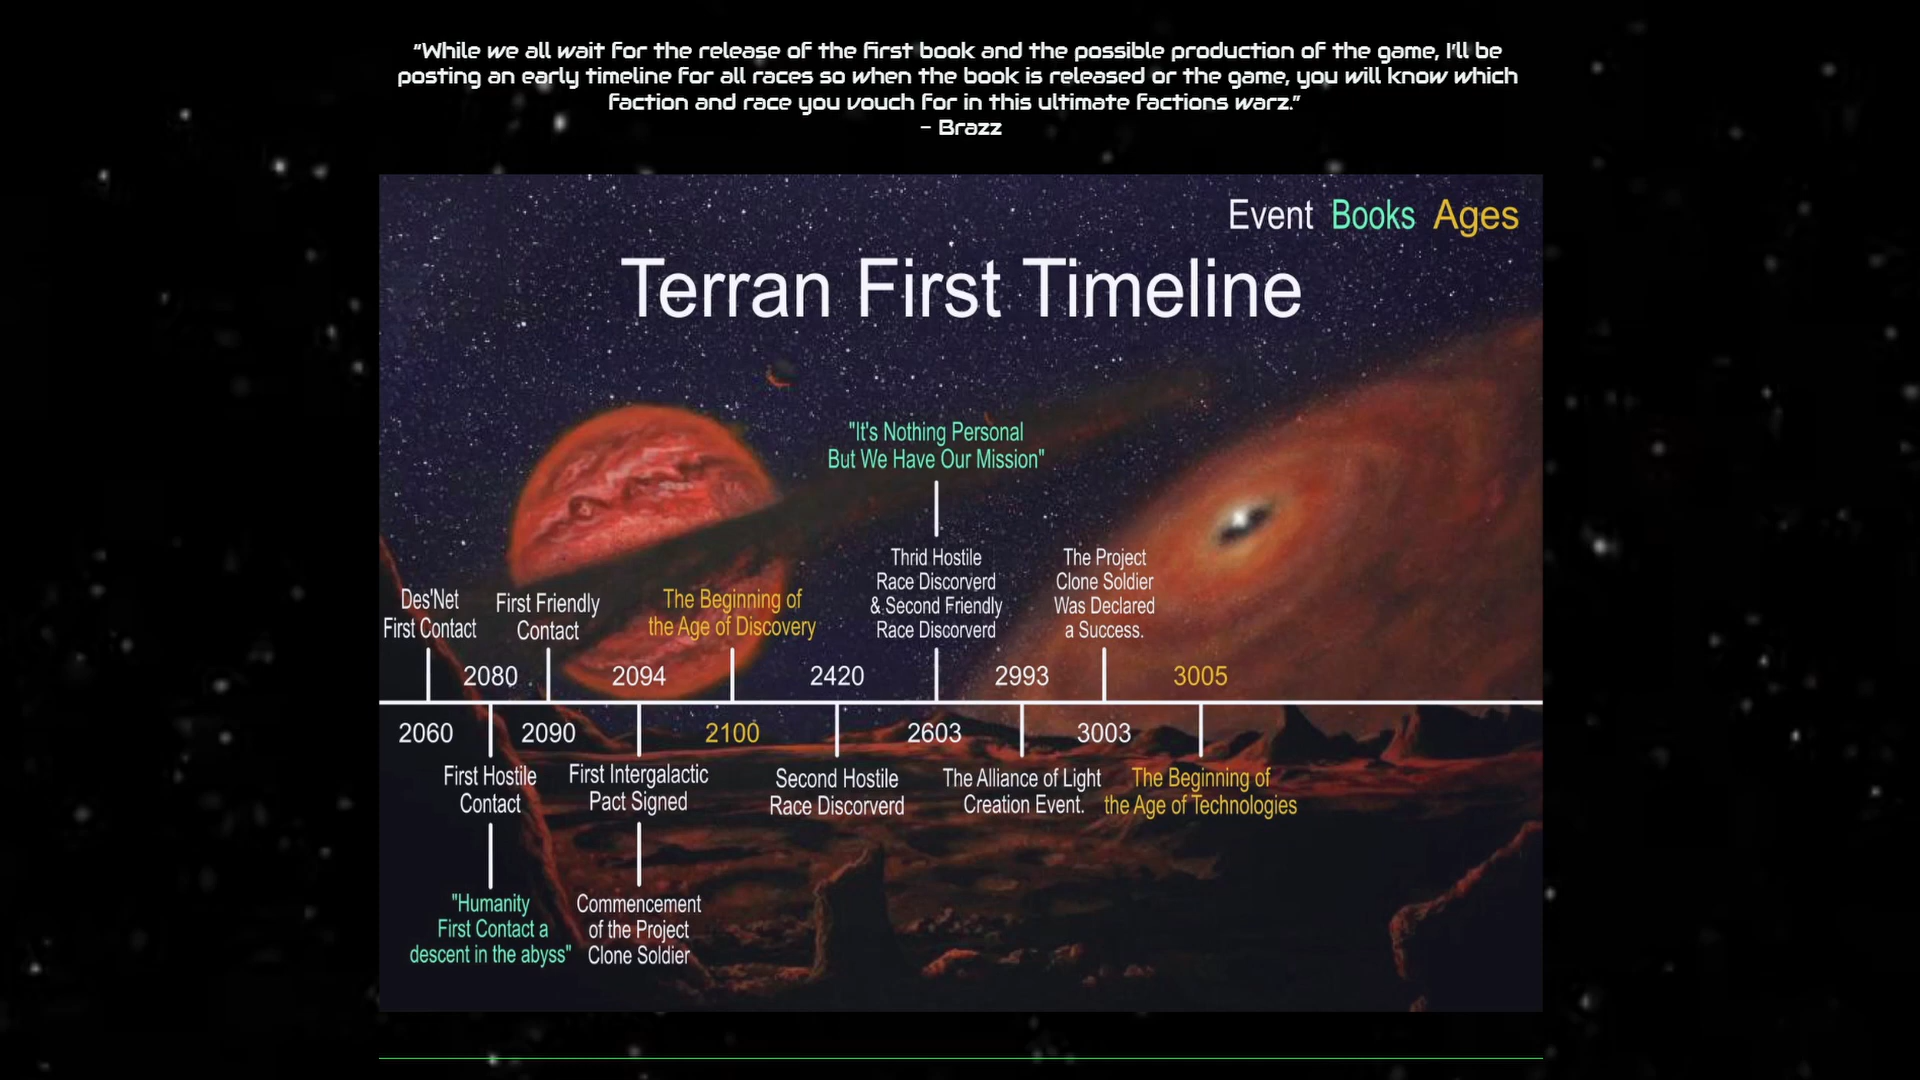 "While we all wait for the release of the first book and the possible production of the game, I'll be
posting an early timeline for all races so when the book is released or the game, you will know which
faction and race you vouch for in this ultimate factions warz."
- Brazz
Event Books Ages
Terran First Timeline
"It's Nothing Personal
But We Have Our Mission"
Des'Net
First Contact
First Friendly
Contact
The Beginning of
the Age of Discovery
Thrid Hostile
Race Discorverd
& Second Friendly
Race Discorverd
The Project
Clone Soldier
Was Declared
a Success.
2080 2094 2420 2993 3005
2060 2090 2100 2603 3003
First Hostile
Contact
First Intergalactic
Pact Signed
Second Hostile
Race Discorverd
The Alliance of Light
Creation Event.
The Beginning of
the Age of Technologies
"Humanity
First Contact a
descent in the abyss"
Commencement
of the Project
Clone Soldier